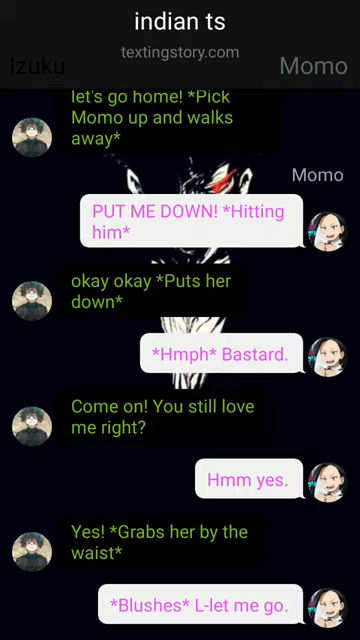 indian ts
textingstory.com
Izuku
Momo
let's go home! *Pick
Momo up and walks
away*
Momo
PUT ME DOWN! *Hitting
him*
okay okay *Puts her
down*
*Hmph* Bastard.
Come on! You still love
me right?
Hmm yes.
Yes! *Grabs her by the
waist*
*Blushes* L-let me go.